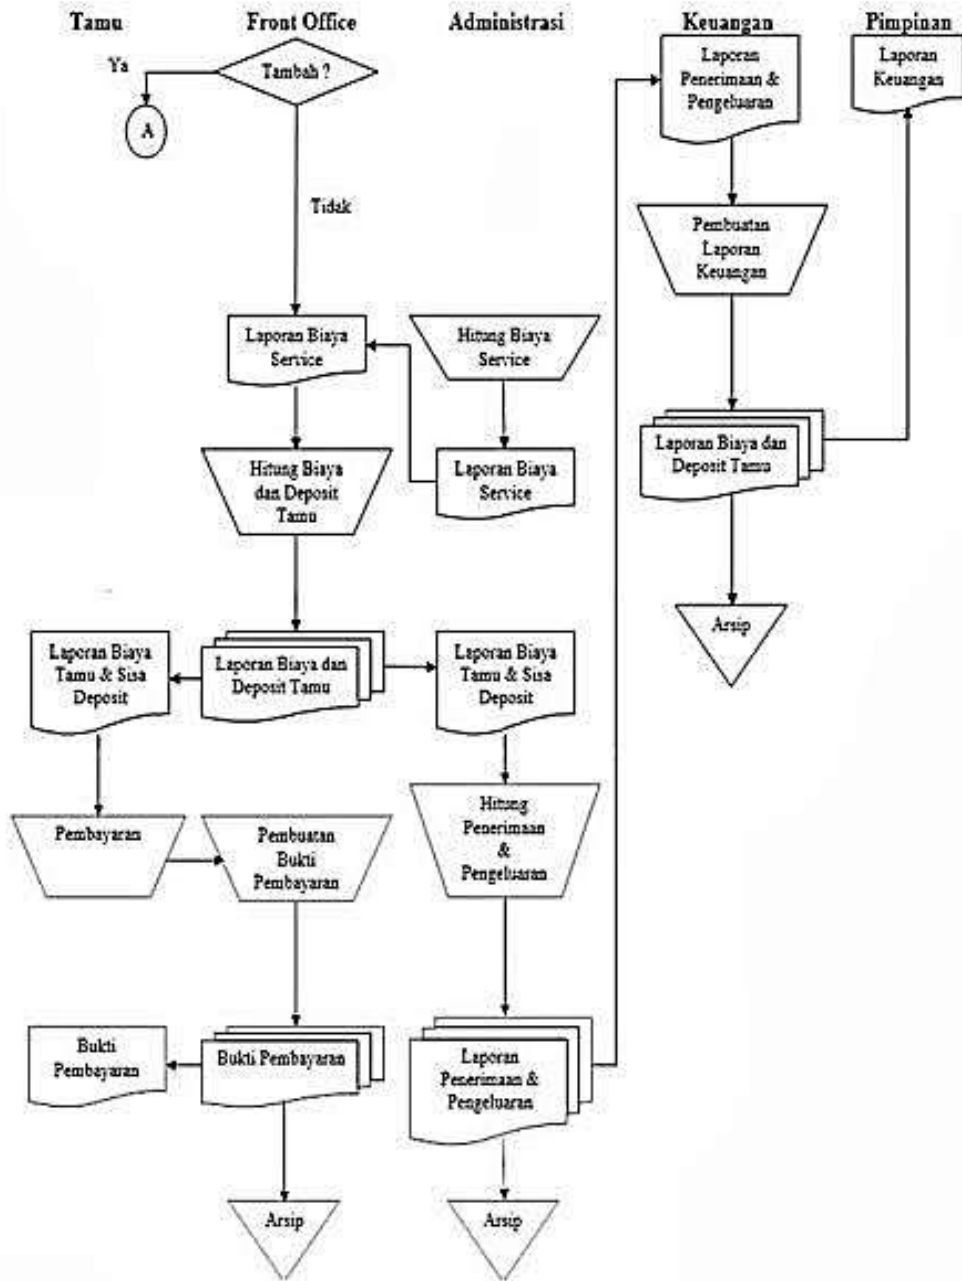 Tamu
Front Office
Administrasi
Keuangan
Pimpinan
Ya
Tambah ?
A
Tidak
Laporan
Penerimaan &
Pengeluaran
Laporan
Keuangan
Pembuatan
Laporan
Keuangan
Laporan Biaya
Service
Hitung Biaya
Service
Hitung Biaya
dan Deposit
Tamu
Laporan Biaya
Service
Laporan Biaya dan
Deposit Tamu
Arsip
Laporan Biaya
Tamu & Sisa
Deposit
Laporan Biaya dan
Deposit Tamu
Laporan Biaya
Tamu & Sisa
Deposit
Pembayaran
Pembuatan
Bukti
Pembayaran
Hitung
Penerimaan
&
Pengeluaran
Bukti
Pembayaran
Bukti Pembayaran
Laporan
Penerimaan &
Pengeluaran
Arsip
Arsip